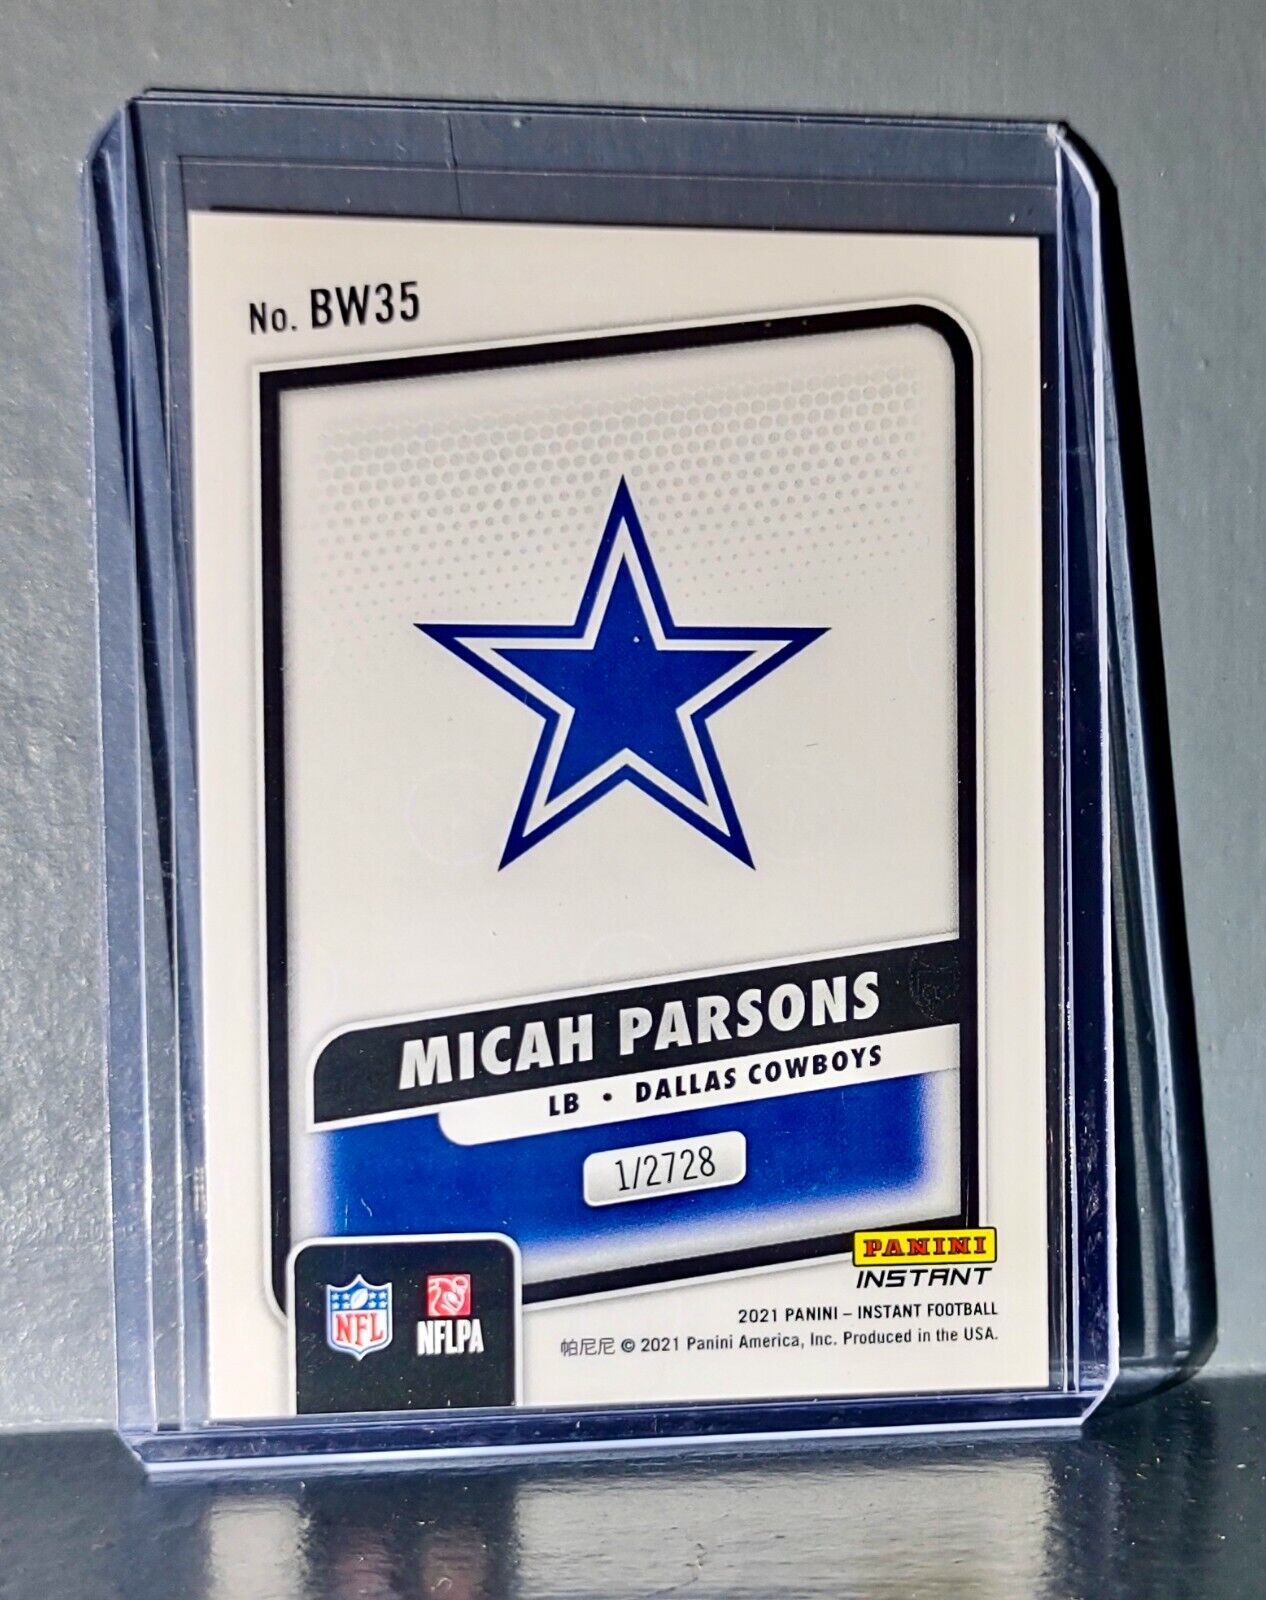 No. BW35
MICAH PARSONS
LB • DALLAS COWBOYS
1/2728
PANINI
INSTANT
NFL
NFLPA
2021 PANINI – INSTANT FOOTBALL
帕尼尼 © 2021 Panini America, Inc. Produced in the USA.